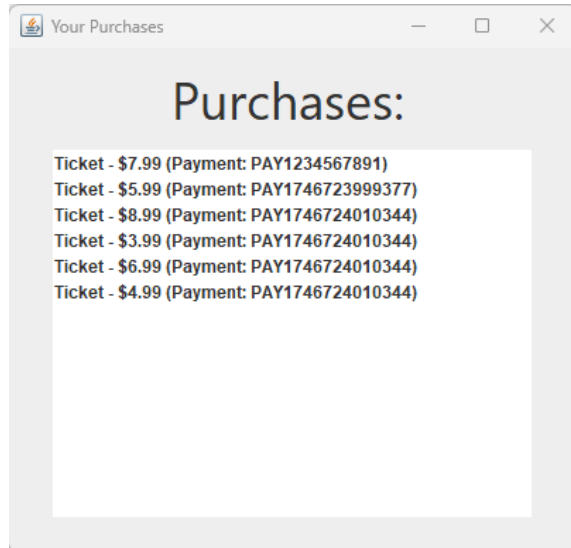 Your Purchases
Purchases:
Ticket - $7.99 (Payment: PAY1234567891)
Ticket - $5.99 (Payment: PAY1746723999377)
Ticket - $8.99 (Payment: PAY1746724010344)
Ticket - $3.99 (Payment: PAY1746724010344)
Ticket - $6.99 (Payment: PAY1746724010344)
Ticket - $4.99 (Payment: PAY1746724010344)